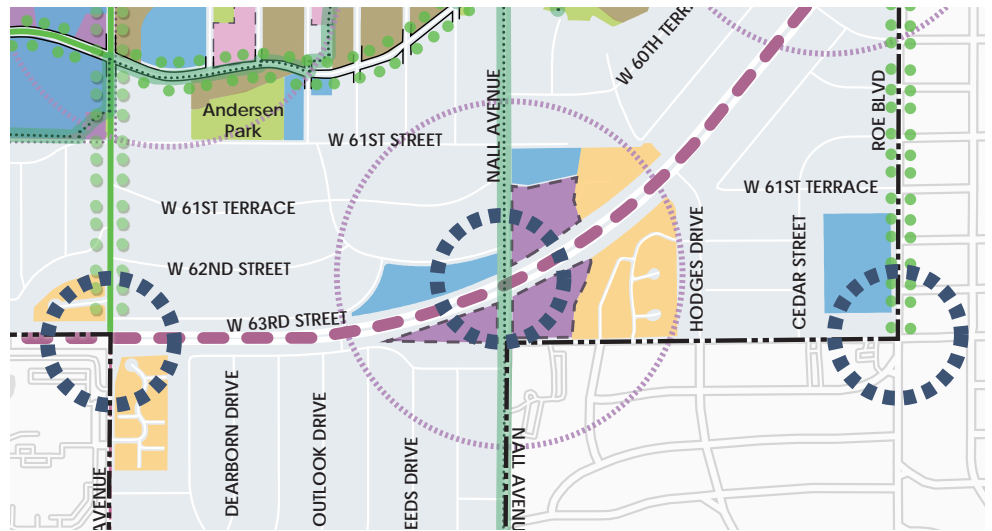 W 60TH TERR
Andersen
Park
NALL AVENUE
ROE BLVD
W 61ST STREET
W 61ST TERRACE
W 61ST TERRACE
W 62ND STREET
HODGES DRIVE
CEDAR STREET
W 63RD STREET
DEARBORN DRIVE
OUTLOOK DRIVE
EEDS DRIVE
NALL AVENU
AVENUE